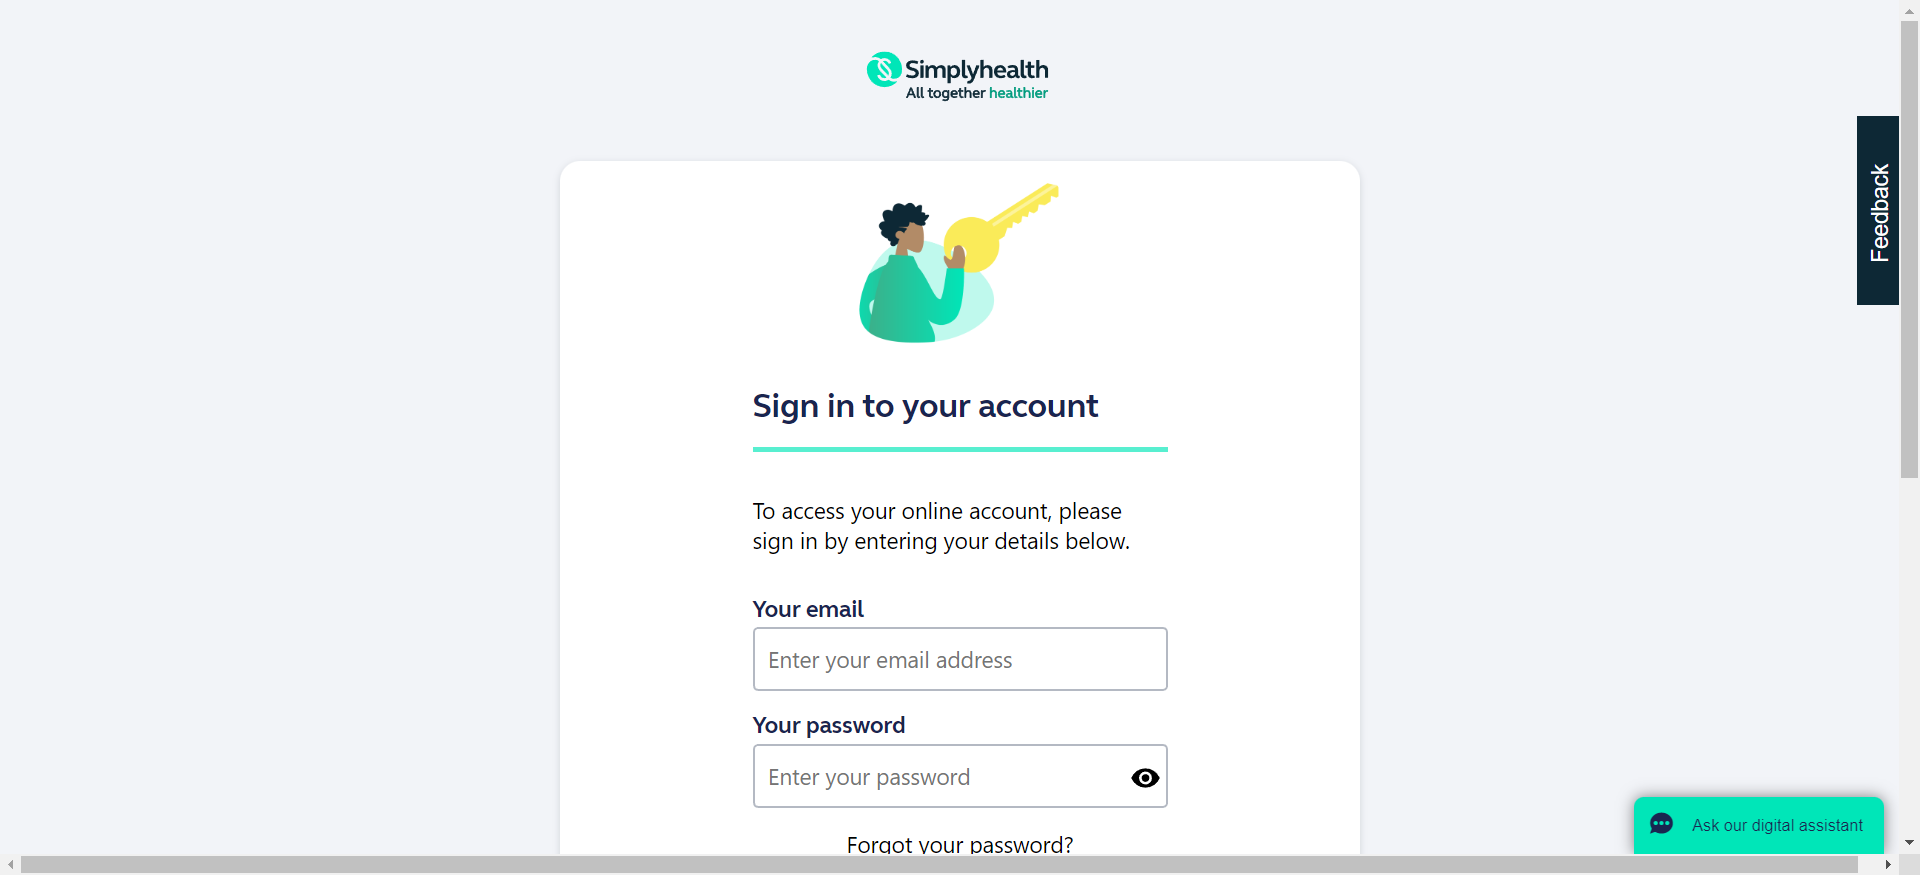 Simplyhealth
All together healthier
Feedback
Sign in to your account
To access your online account, please
sign in by entering your details below.
Your email
Enter your email address
Your password
Enter your password
Forgot your password?
Ask our digital assistant